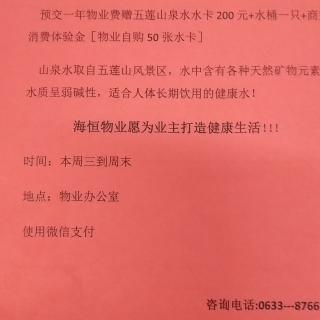 预交一年物业费赠五莲山泉水水卡200元+水桶一只+商
消费体验金［物业自购50张水卡］
山泉水取自五莲山风景区，水中含有各种天然矿物元素
水质呈弱碱性，适合人体长期饮用的健康水！
海恒物业愿为业主打造健康生活!!!
时间：本周三到周末
地点：物业办公室
使用微信支付
咨询电话:0633---8766